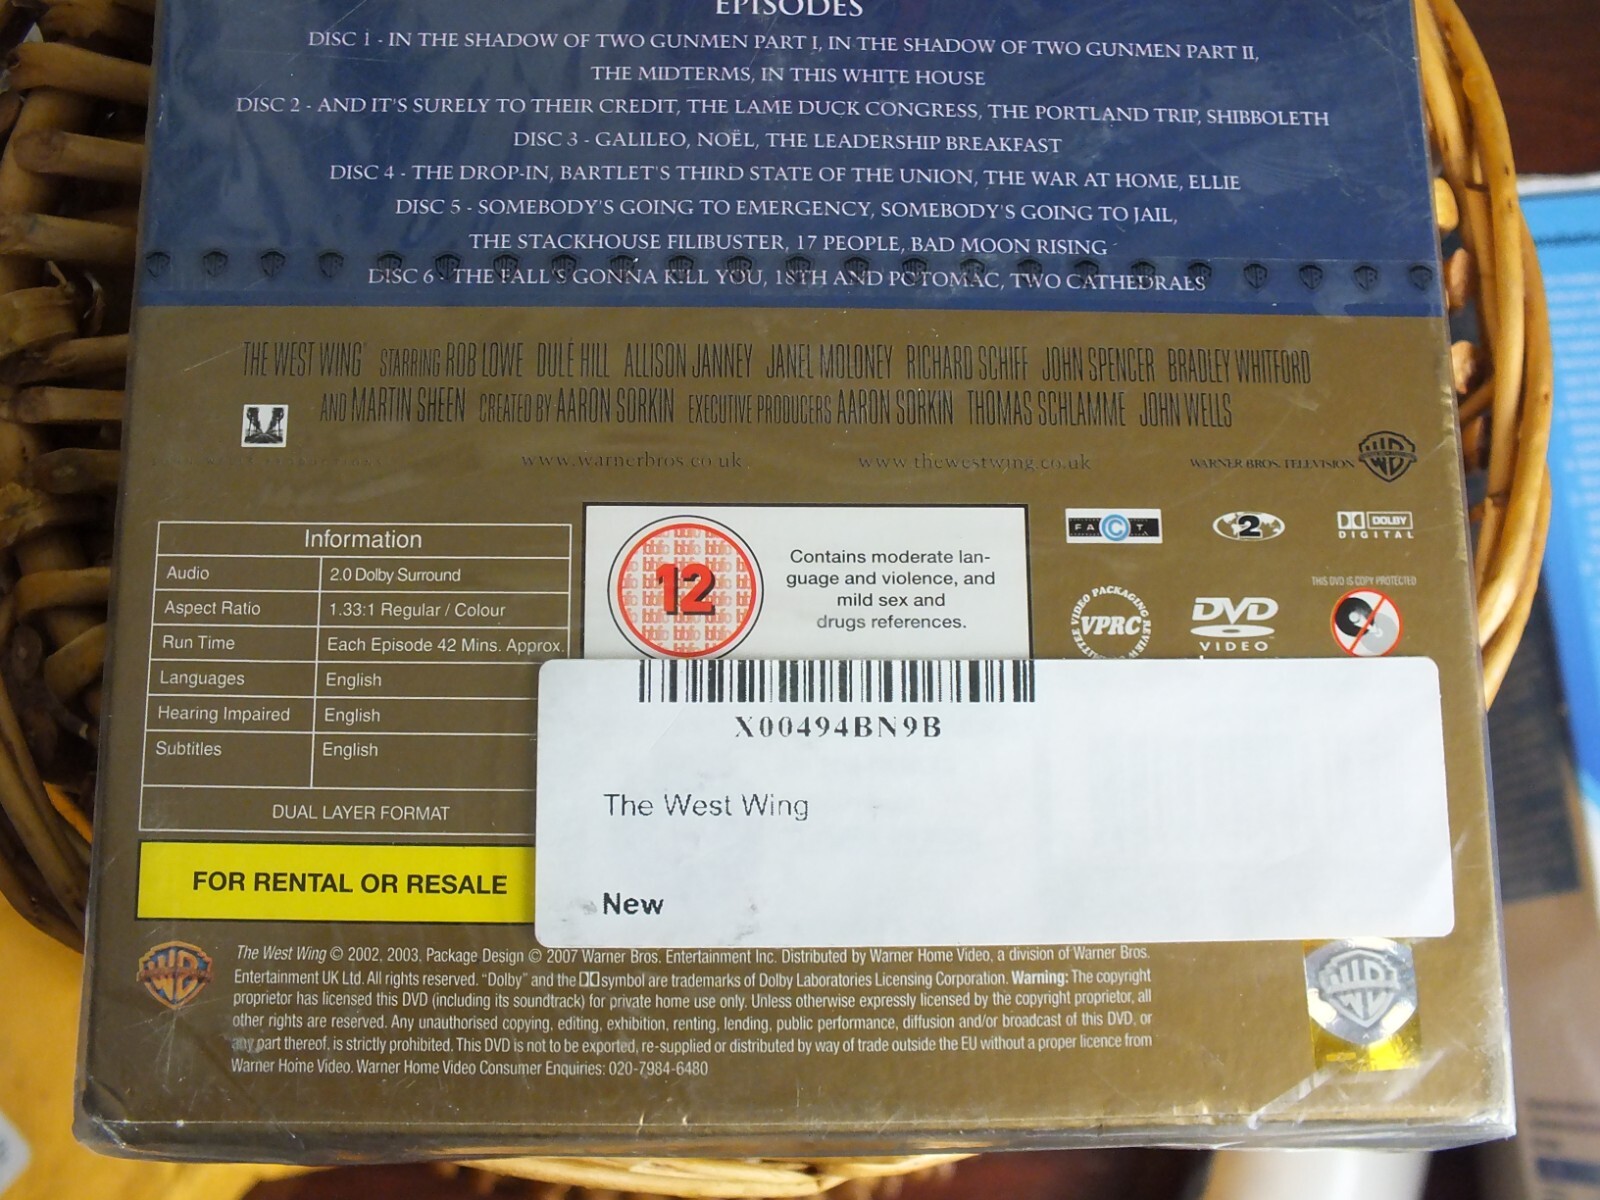 EPISODES
DISC 1 - IN THE SHADOW OF TWO GUNMEN PART I, IN THE SHADOW OF TWO GUNMEN PART II,
THE MIDTERMS, IN THIS WHITE HOUSE
DISC 2 - AND IT'S SURELY TO THEIR CREDIT, THE LAME DUCK CONGRESS, THE PORTLAND TRIP, SHIBBOLETH
DISC 3 - GALILEO, NOËL, THE LEADERSHIP BREAKFAST
DISC 4 - THE DROP-IN, BARTLET'S THIRD STATE OF THE UNION, THE WAR AT HOME, ELLIE
DISC 5 - SOMEBODY'S GOING TO EMERGENCY, SOMEBODY'S GOING TO JAIL,
THE STACKHOUSE FILIBUSTER, 17 PEOPLE, BAD MOON RISING
DISC 6 - THE FALL'S GONNA KILL YOU, 18TH AND POTOMAC, TWO CATHEDRALS
THE WEST WING STARRING ROB LOWE DULÉ HILL ALLISON JANNEY JANEL MOLONEY RICHARD SCHIFF JOHN SPENCER BRADLEY WHITFORD
AND MARTIN SHEEN CREATED BY AARON SORKIN EXECUTIVE PRODUCERS AARON SORKIN THOMAS SCHLAMME JOHN WELLS
www.warnerbros.co.uk www.thewestwing.co.uk WARNER BROS. TELEVISION WB
Information
Audio 2.0 Dolby Surround
Aspect Ratio 1.33:1 Regular / Colour
Run Time Each Episode 42 Mins. Approx.
Languages English
Hearing Impaired English
Subtitles English
DUAL LAYER FORMAT
FOR RENTAL OR RESALE
12
Contains moderate lan-
guage and violence, and
mild sex and
drugs references.
FACT 2 DOLBY
DIGITAL
THIS DVD IS COPY PROTECTED
VIDEO PACKAGING REVIEW
VPRC
DVD
VIDEO
X00494BN9B
The West Wing
New
The West Wing © 2002, 2003, Package Design © 2007 Warner Bros. Entertainment Inc. Distributed by Warner Home Video, a division of Warner Bros.
Entertainment UK Ltd. All rights reserved. "Dolby" and the symbol are trademarks of Dolby Laboratories Licensing Corporation. Warning: The copyright
proprietor has licensed this DVD (including its soundtrack) for private home use only. Unless otherwise expressly licensed by the copyright proprietor, all
other rights are reserved. Any unauthorised copying, editing, exhibition, renting, lending, public performance, diffusion and/or broadcast of this DVD, or
any part thereof, is strictly prohibited. This DVD is not to be exported, re-supplied or distributed by way of trade outside the EU without a proper licence from
Warner Home Video. Warner Home Video Consumer Enquiries: 020-7984-6480